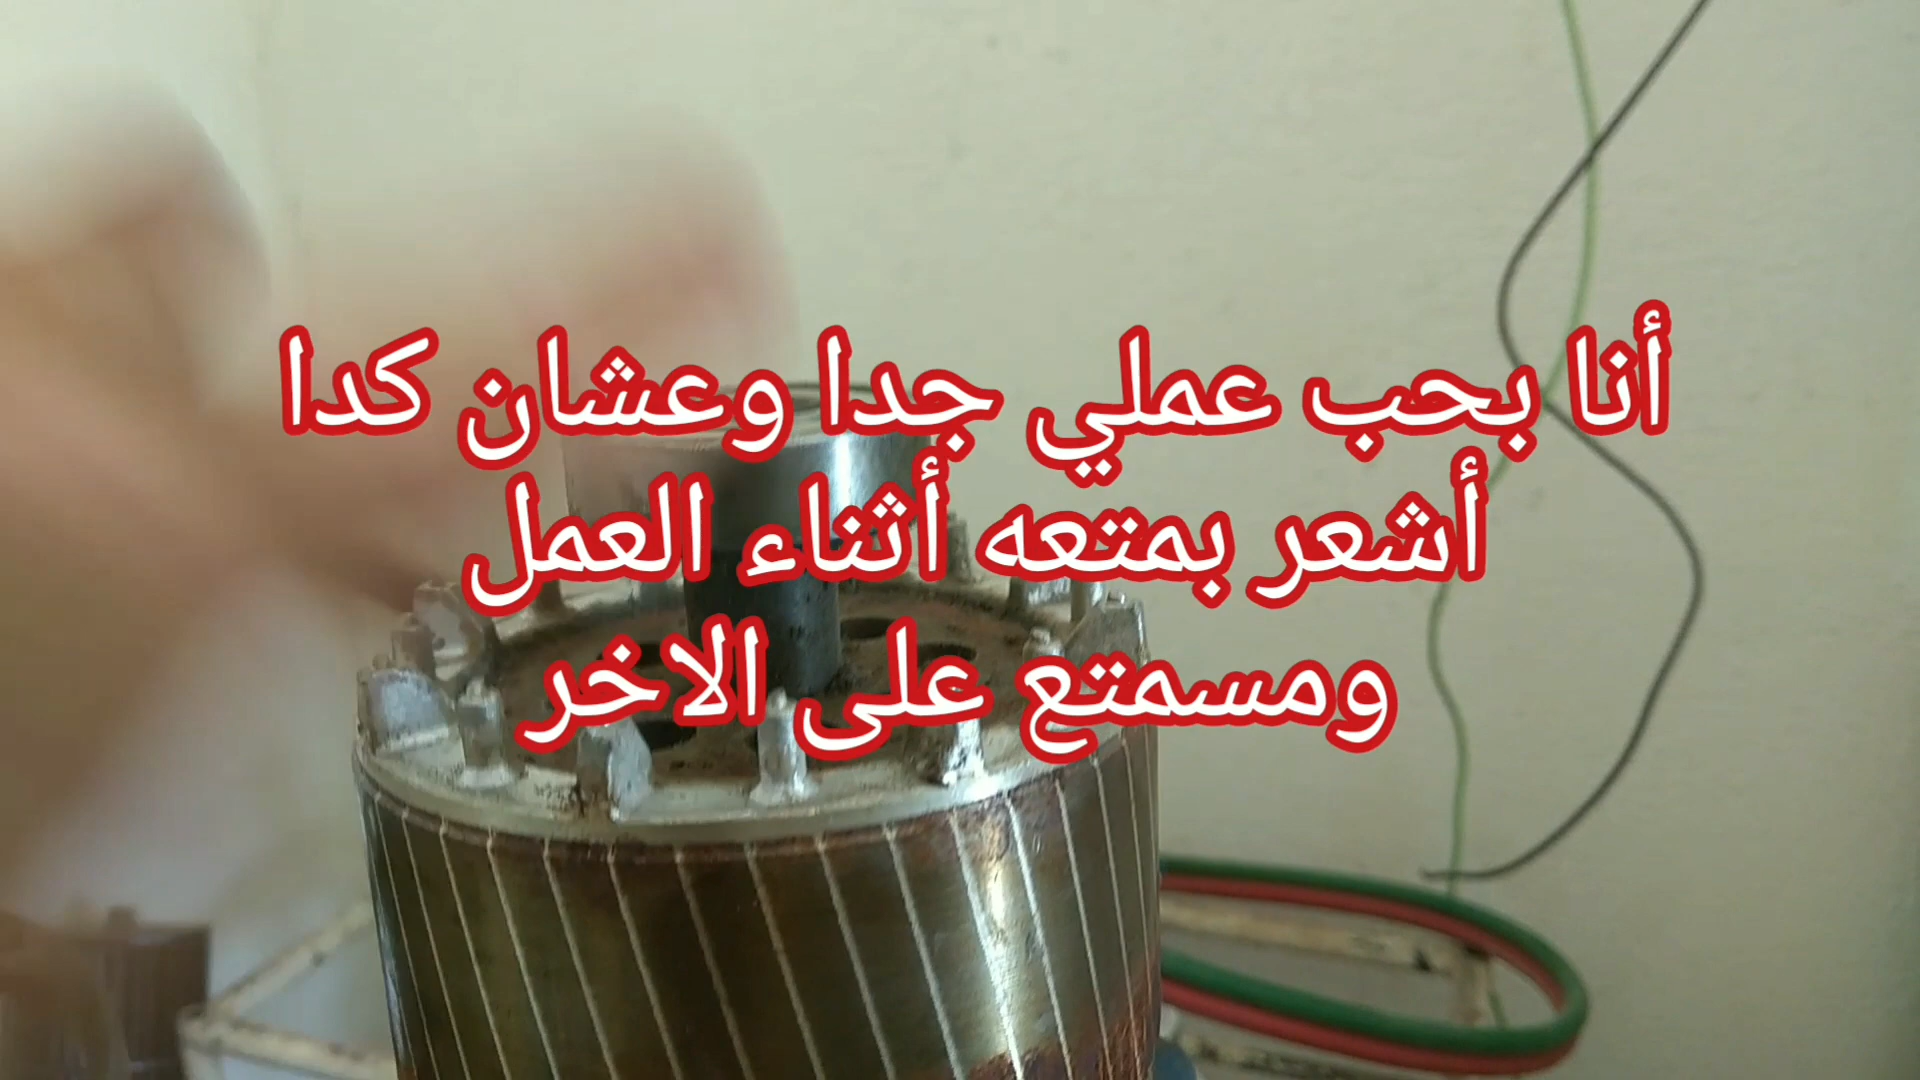 أنا بحب عملي جدا وعشان كدا
أشعر بمتعه أثناء العمل
ومسمتع على الاخر